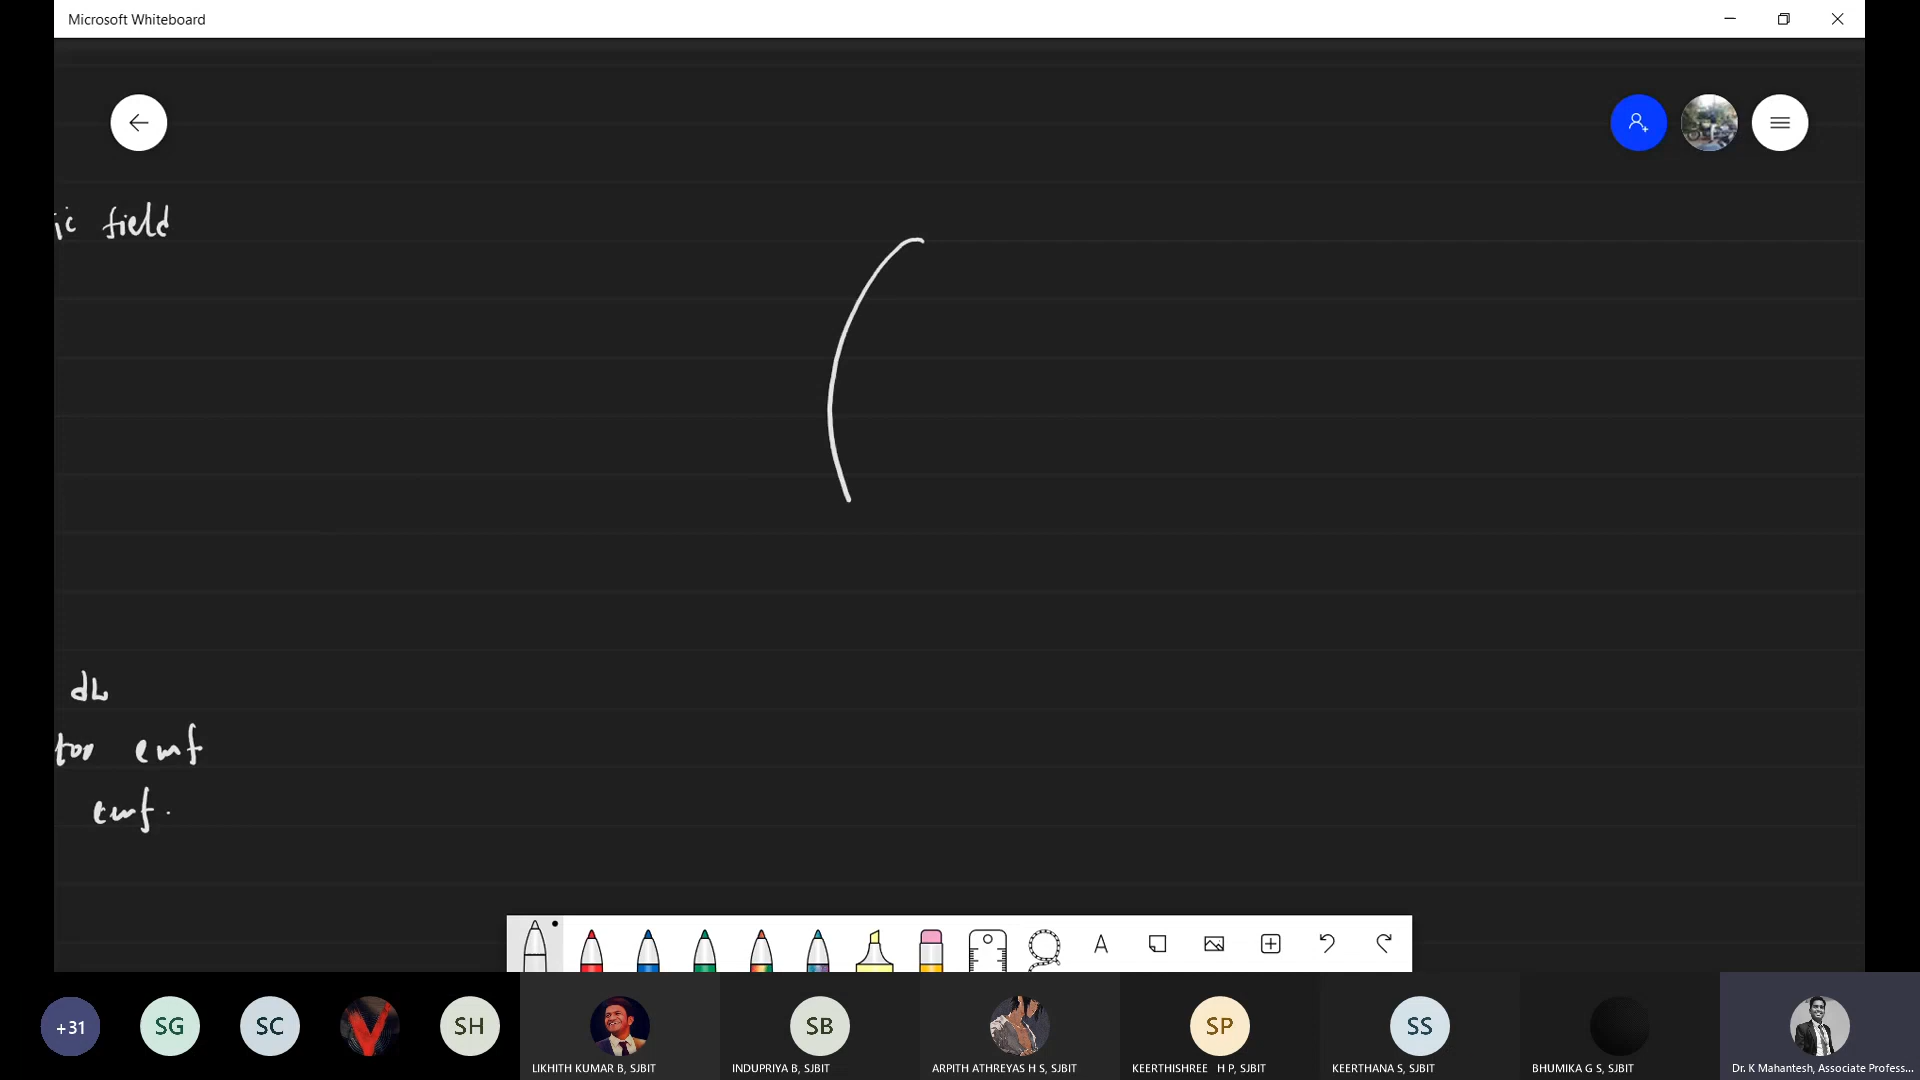 Microsoft Whiteboard
ic field
dL
emf
emf.
A
+31
SG
SC
SH
SB
SP
SS
LIKHITH KUMAR B, SJBIT
INDUPRIYA B, SJBIT
ARPITH ATHREYAS H S, SJBIT
KEERTHISHREE H P, SJBIT
KEERTHANA S, SJBIT
BHUMIKA G S, SJBIT
Dr. K Mahantesh, Associate Profess...